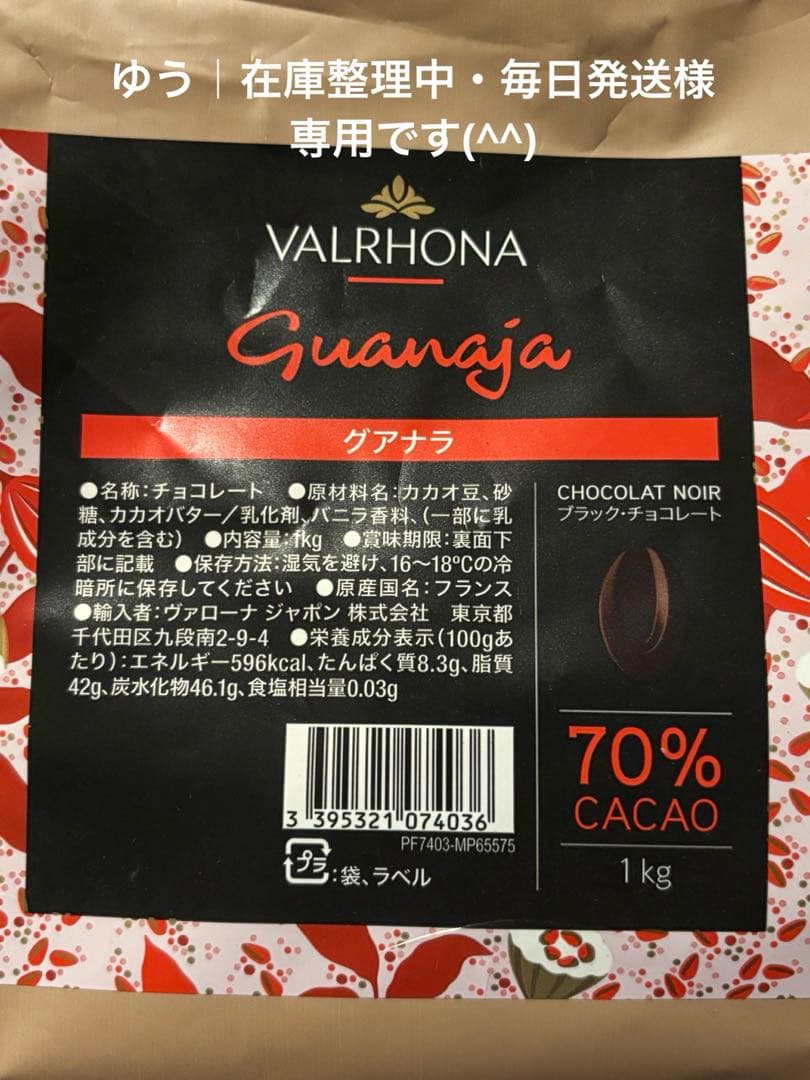 ゆう｜在庫整理中・毎日発送様
専用です(^^)
VALRHONA
Guanaja
グアナラ
●名称：チョコレート ●原材料名：カカオ豆、砂
糖、カカオバター／乳化剤、バニラ香料、（一部に乳
成分を含む） ●内容量：1kg ●賞味期限：裏面下
部に記載 ●保存方法：湿気を避け、16～18℃の冷
暗所に保存してください ●原産国名：フランス
●輸入者：ヴァローナ ジャポン 株式会社 東京都
千代田区九段南2-9-4 ●栄養成分表示（100gあ
たり）：エネルギー596kcal、たんぱく質8.3g、脂質
42g、炭水化物46.1g、食塩相当量0.03g
CHOCOLAT NOIR
ブラック・チョコレート
70%
CACAO
1 kg
3 395321 074036
PF7403-MP65575
プラ：袋、ラベル